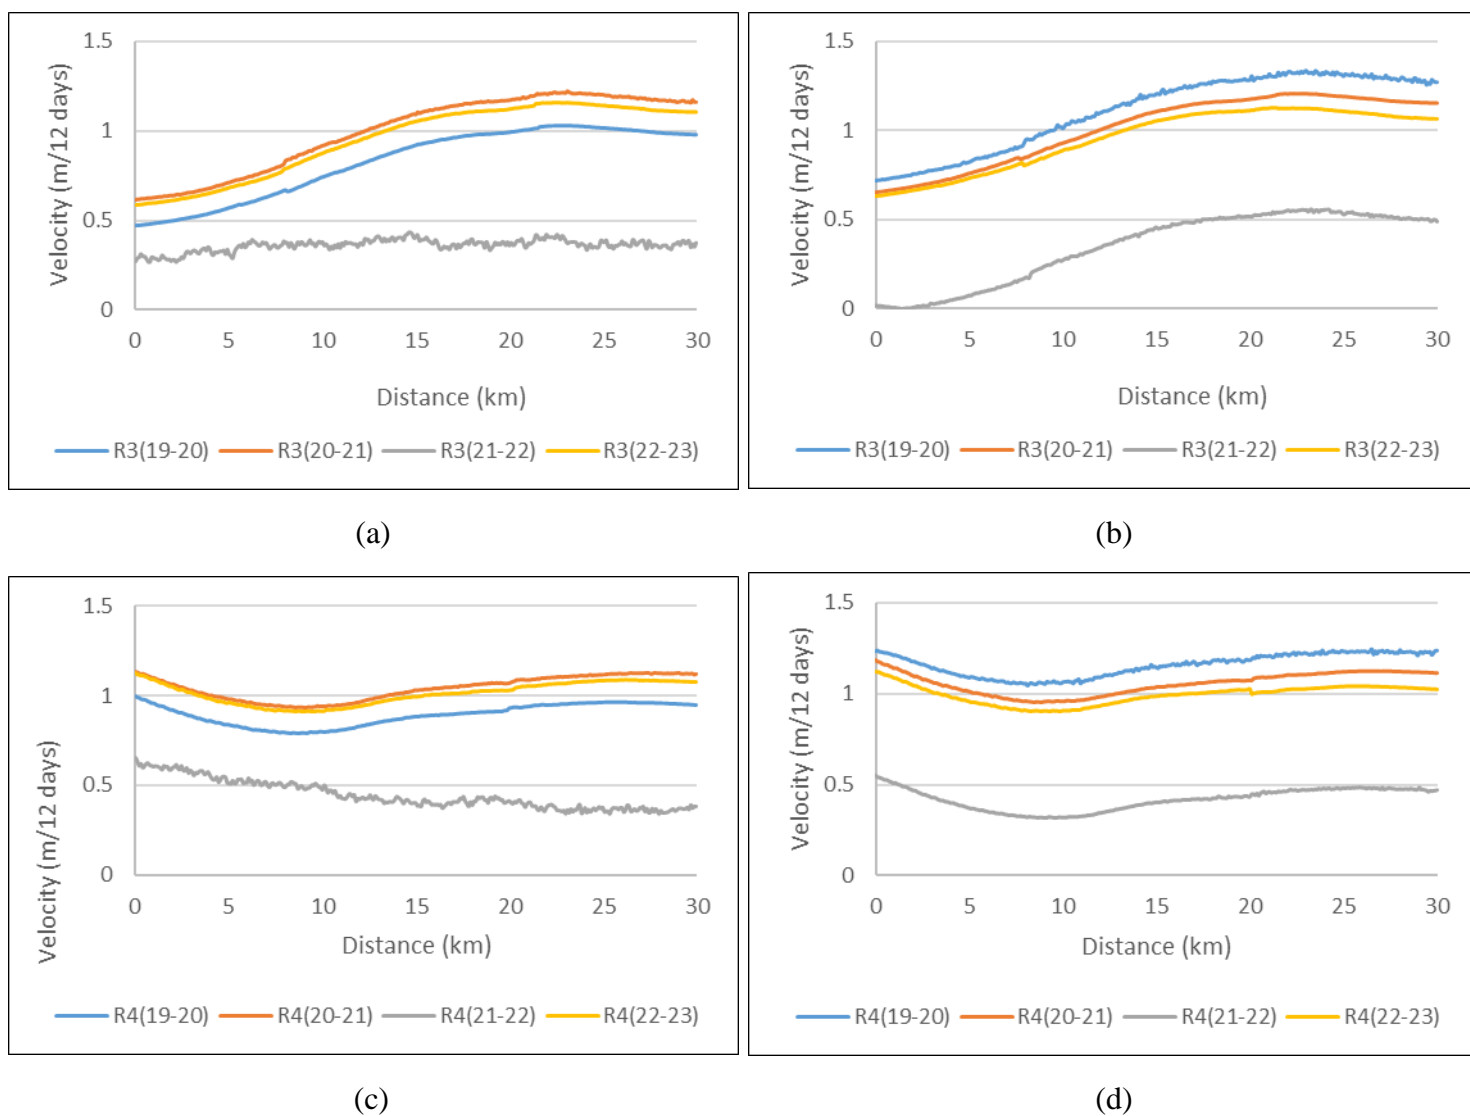 1.5
1
0.5
0
Velocity (m/12 days)
0 5 10 15 20 25 30
Distance (km)
R3(19-20) R3(20-21) R3(21-22) R3(22-23)
(a)
1.5
1
0.5
0
Velocity (m/12 days)
0 5 10 15 20 25 30
Distance (km)
R3(19-20) R3(20-21) R3(21-22) R3(22-23)
(b)
1.5
1
0.5
0
Velocity (m/12 days)
0 5 10 15 20 25 30
Distance (km)
R4(19-20) R4(20-21) R4(21-22) R4(22-23)
(c)
1.5
1
0.5
0
Velocity (m/12 days)
0 5 10 15 20 25 30
Distance (km)
R4(19-20) R4(20-21) R4(21-22) R4(22-23)
(d)